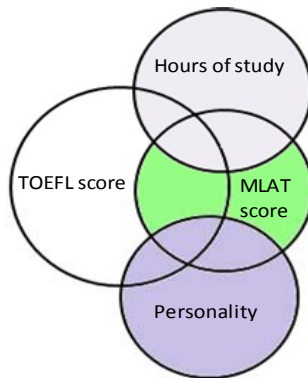 Hours of study
TOEFL score
MLAT
score
Personality